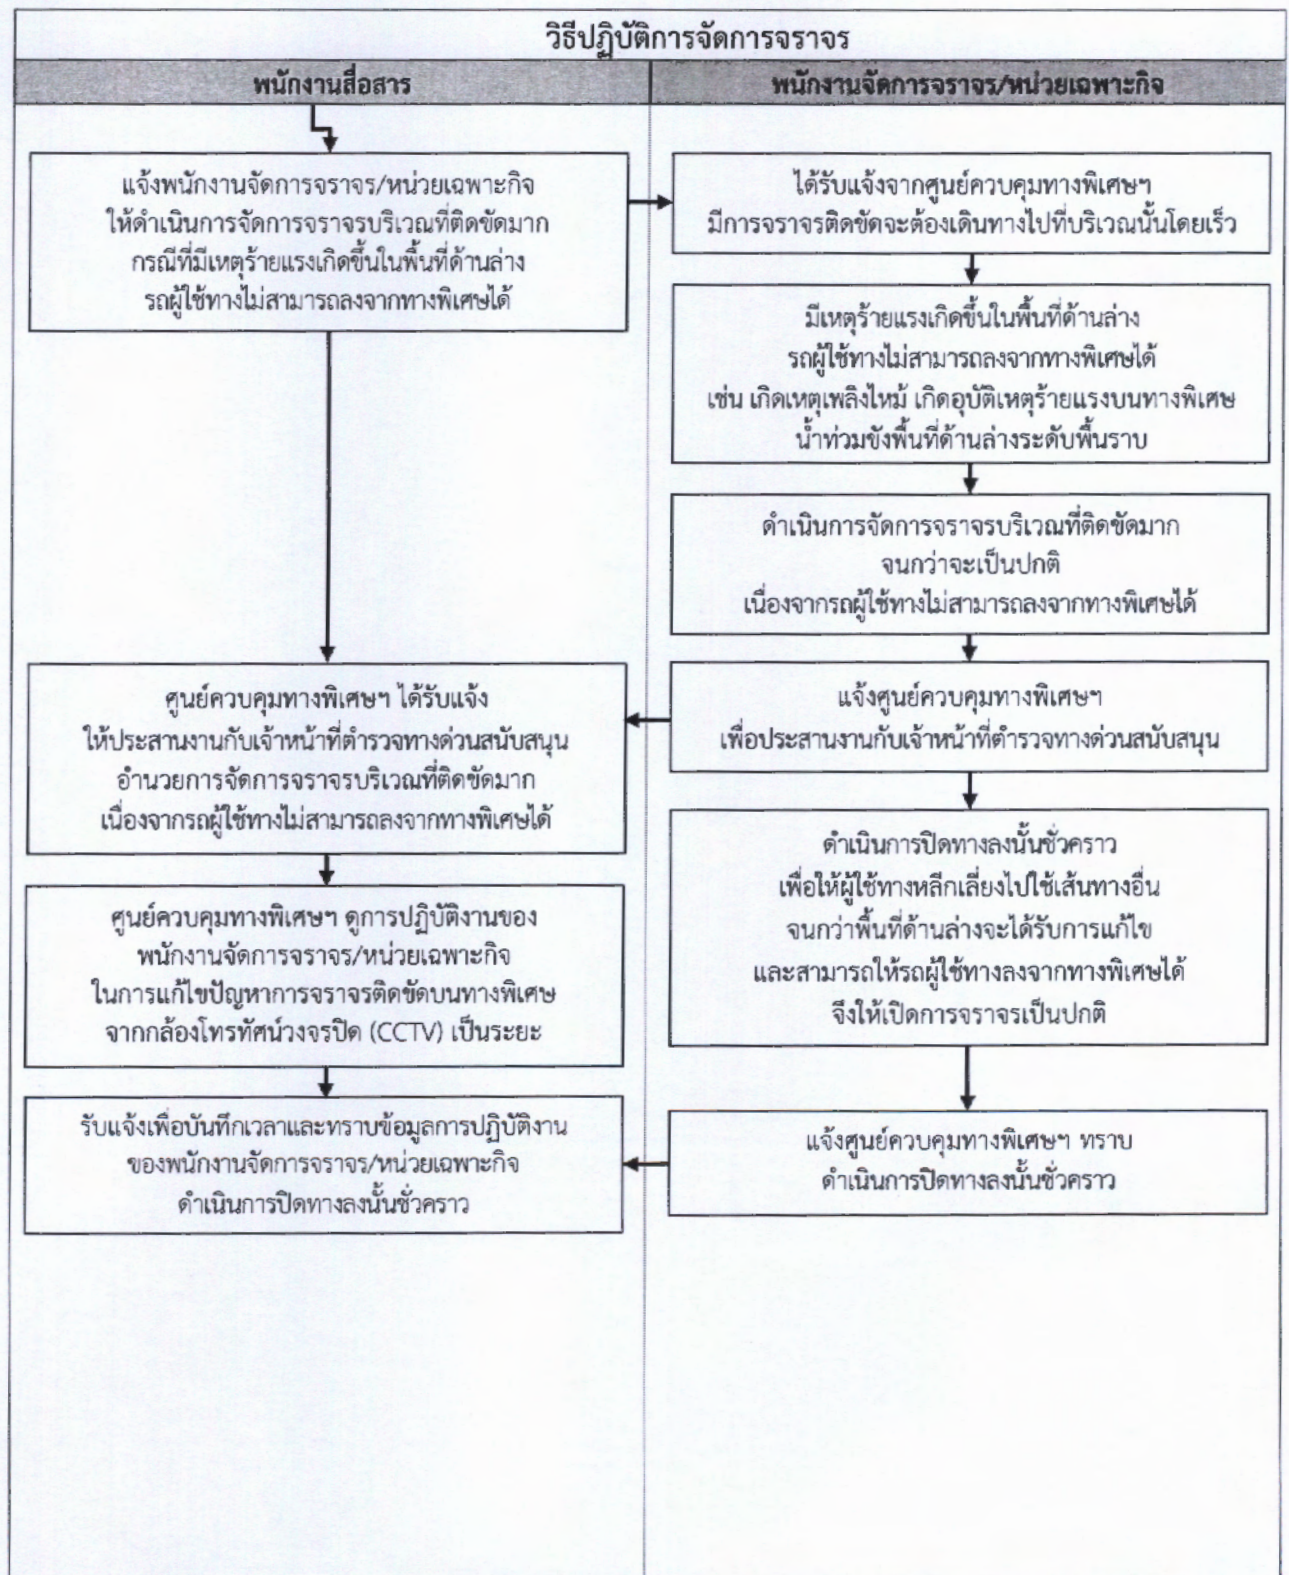 วิธีปฏิบัติการจัดการจราจร
พนักงานสื่อสาร
พนักงานจัดการจราจร/หน่วยเฉพาะกิจ
แจ้งพนักงานจัดการจราจร/หน่วยเฉพาะกิจ
ให้ดำเนินการจัดการจราจรบริเวณที่ติดขัดมาก
กรณีที่มีเหตุร้ายแรงเกิดขึ้นในพื้นที่ด้านล่าง
รถผู้ใช้ทางไม่สามารถลงจากทางพิเศษได้
ได้รับแจ้งจากศูนย์ควบคุมทางพิเศษฯ
มีการจราจรติดขัดจะต้องเดินทางไปที่บริเวณนั้นโดยเร็ว
มีเหตุร้ายแรงเกิดขึ้นในพื้นที่ด้านล่าง
รถผู้ใช้ทางไม่สามารถลงจากทางพิเศษได้
เช่น เกิดเหตุเพลิงไหม้ เกิดอุบัติเหตุร้ายแรงบนทางพิเศษ
น้ำท่วมขังพื้นที่ด้านล่างระดับพื้นราบ
ดำเนินการจัดการจราจรบริเวณที่ติดขัดมาก
จนกว่าจะเป็นปกติ
เนื่องจากรถผู้ใช้ทางไม่สามารถลงจากทางพิเศษได้
แจ้งศูนย์ควบคุมทางพิเศษฯ
เพื่อประสานงานกับเจ้าหน้าที่ตำรวจทางด่วนสนับสนุน
ศูนย์ควบคุมทางพิเศษฯ ได้รับแจ้ง
ให้ประสานงานกับเจ้าหน้าที่ตำรวจทางด่วนสนับสนุน
อำนวยการจัดการจราจรบริเวณที่ติดขัดมาก
เนื่องจากรถผู้ใช้ทางไม่สามารถลงจากทางพิเศษได้
ดำเนินการปิดทางลงนั้นชั่วคราว
เพื่อให้ผู้ใช้ทางหลีกเลี่ยงไปใช้เส้นทางอื่น
จนกว่าพื้นที่ด้านล่างจะได้รับการแก้ไข
และสามารถให้รถผู้ใช้ทางลงจากทางพิเศษได้
จึงให้เปิดการจราจรเป็นปกติ
ศูนย์ควบคุมทางพิเศษฯ ดูการปฏิบัติงานของ
พนักงานจัดการจราจร/หน่วยเฉพาะกิจ
ในการแก้ไขปัญหาการจราจรติดขัดบนทางพิเศษ
จากกล้องโทรทัศน์วงจรปิด (CCTV) เป็นระยะ
รับแจ้งเพื่อบันทึกเวลาและทราบข้อมูลการปฏิบัติงาน
ของพนักงานจัดการจราจร/หน่วยเฉพาะกิจ
ดำเนินการปิดทางลงนั้นชั่วคราว
แจ้งศูนย์ควบคุมทางพิเศษฯ ทราบ
ดำเนินการปิดทางลงนั้นชั่วคราว